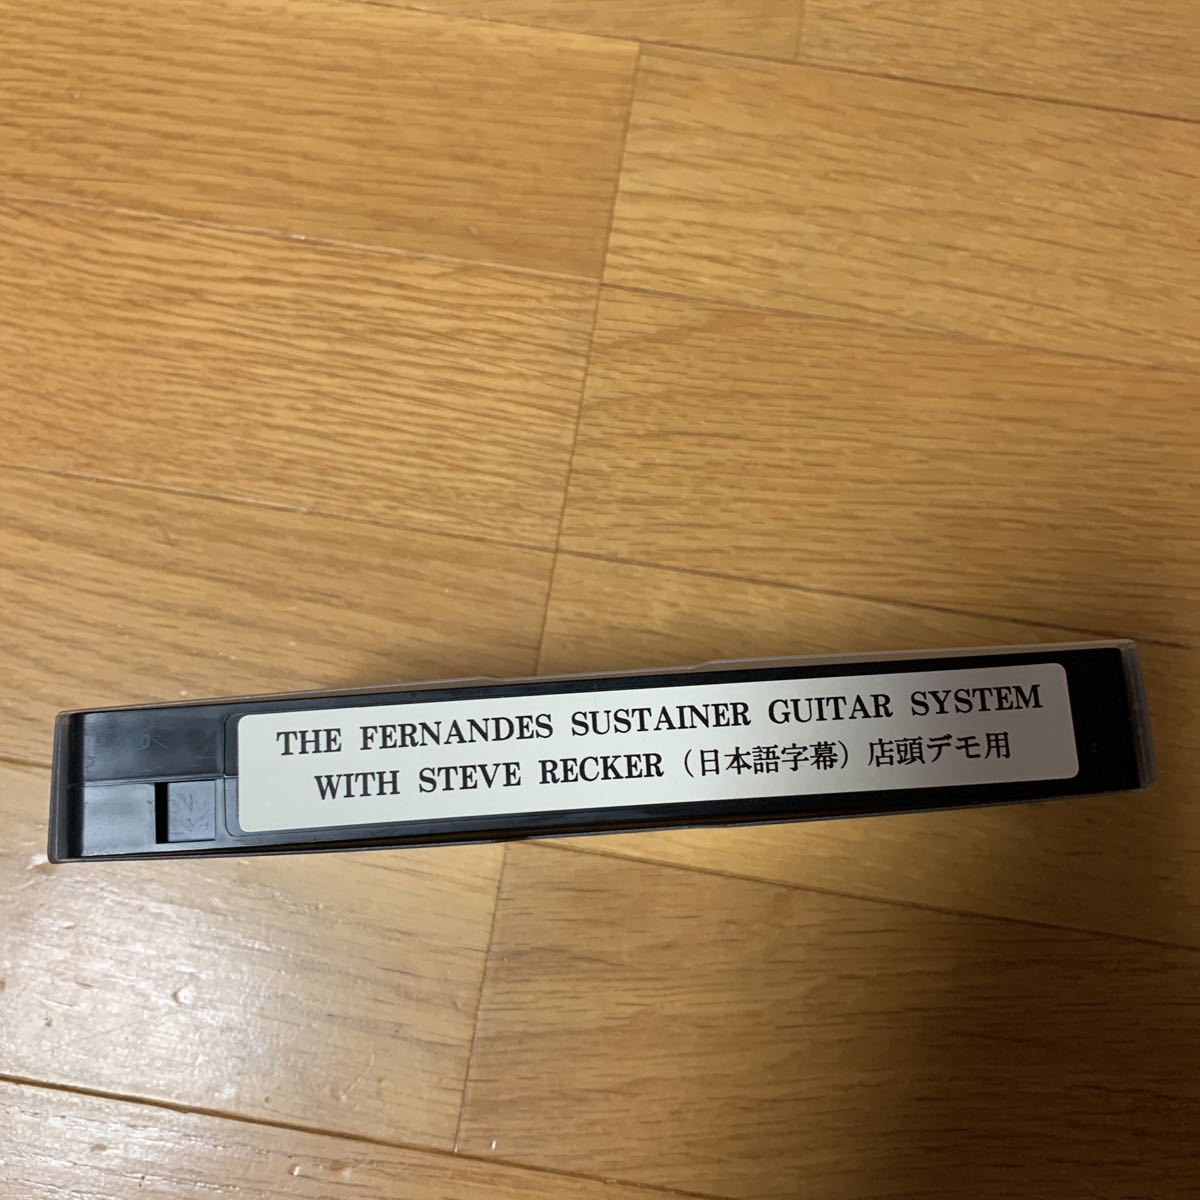 THE FERNANDES SUSTAINER GUITAR SYSTEM
WITH STEVE RECKER（日本語字幕）店頭デモ用